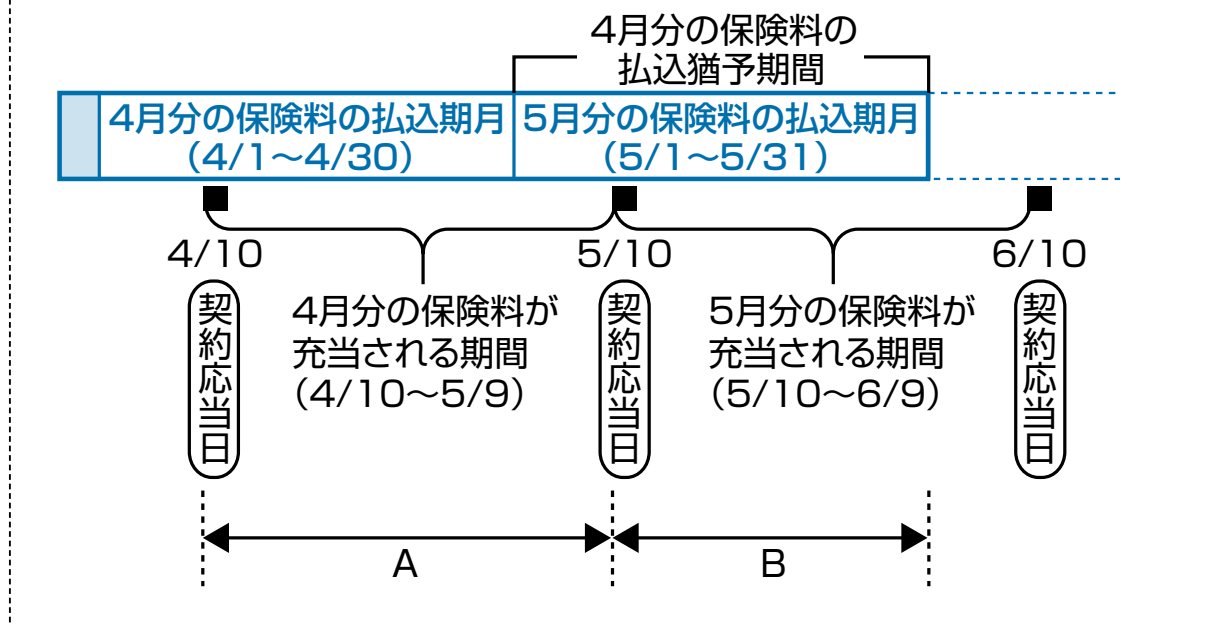 4月分の保険料の
払込猶予期間
4月分の保険料の払込期月
（4/1～4/30）
5月分の保険料の払込期月
（5/1～5/31）
4/10
5/10
6/10
契約応当日
4月分の保険料が
充当される期間
（4/10～5/9）
契約応当日
5月分の保険料が
充当される期間
（5/10～6/9）
契約応当日
A
B